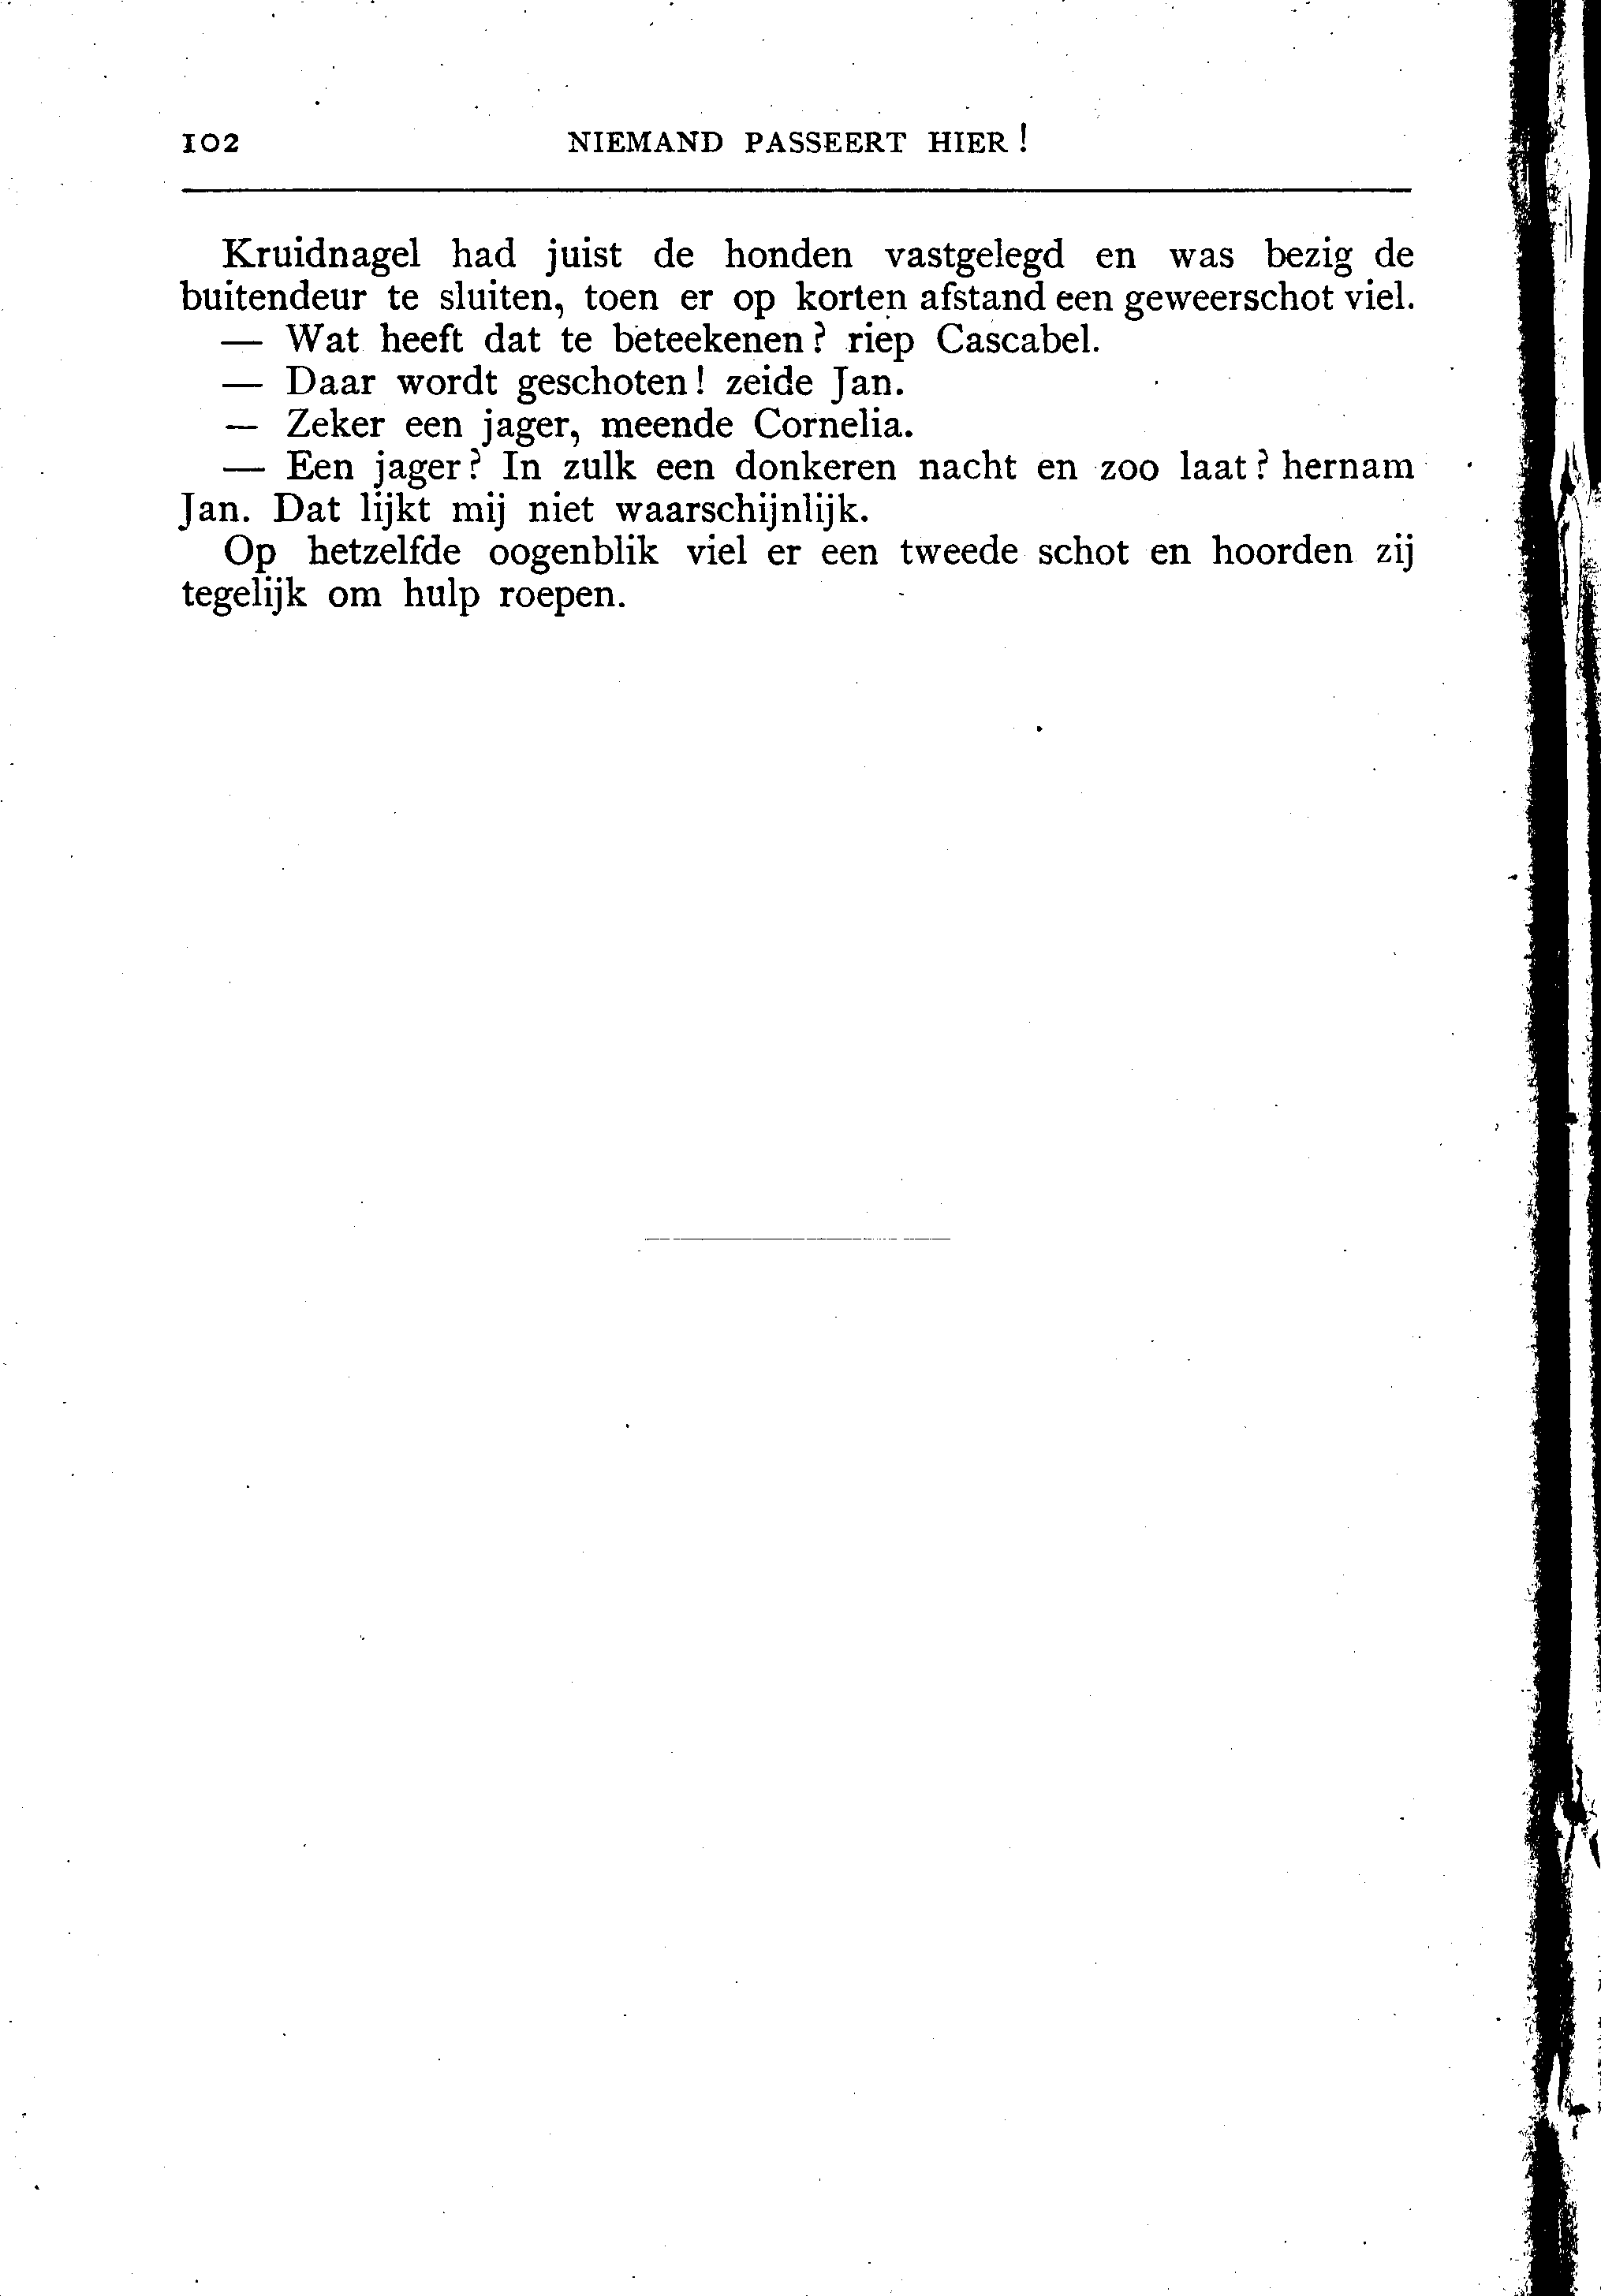 102 NIEMAND PASSEERT HIER!
Kruidnagel had juist de honden vastgelegd en was bezig de
buitendeur te sluiten, toen er op korten afstand een geweerschot viel.
— Wat heeft dat te beteekenen? riep Cascabel.
— Daar wordt geschoten! zeide Jan.
— Zeker een jager, meende Cornelia.
— Een jager? In zulk een donkeren nacht en zoo laat? hernam
Jan. Dat lijkt mij niet waarschijnlijk.
Op hetzelfde oogenblik viel er een tweede schot en hoorden zij
tegelijk om hulp roepen.